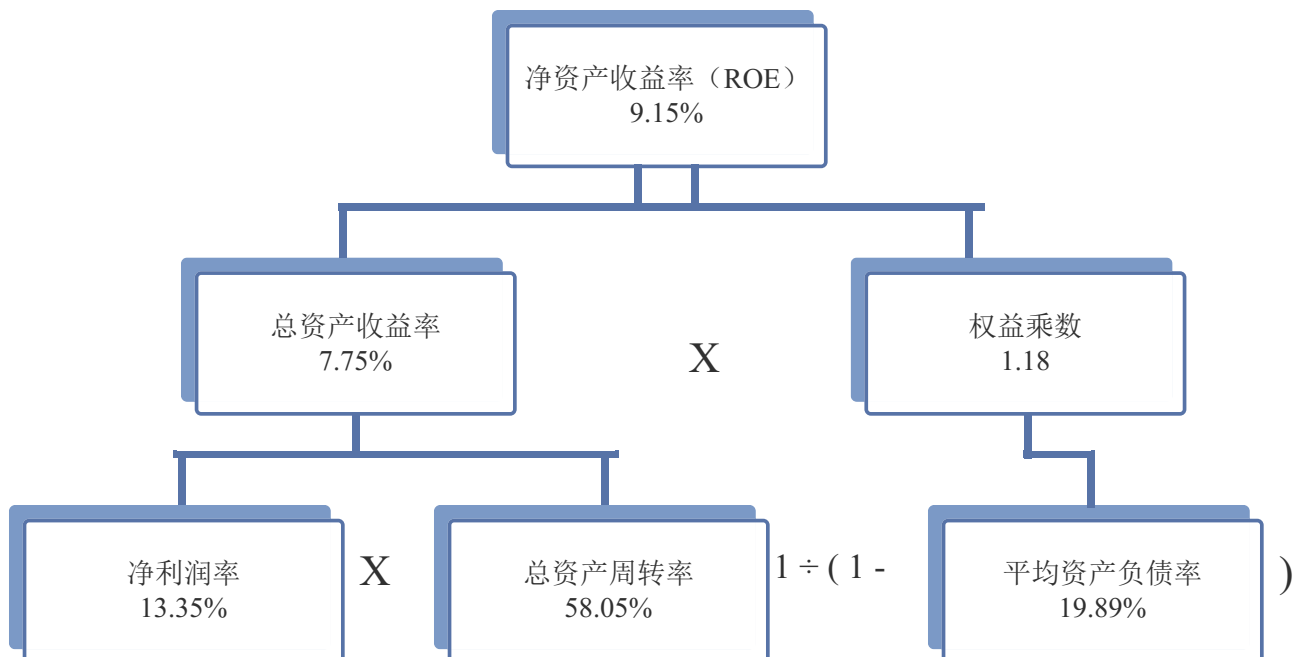 净资产收益率（ROE）
9.15%
总资产收益率
7.75%
X
权益乘数
1.18
净利润率
13.35%
X
总资产周转率
58.05%
1 ÷ ( 1 -
平均资产负债率
19.89%
)